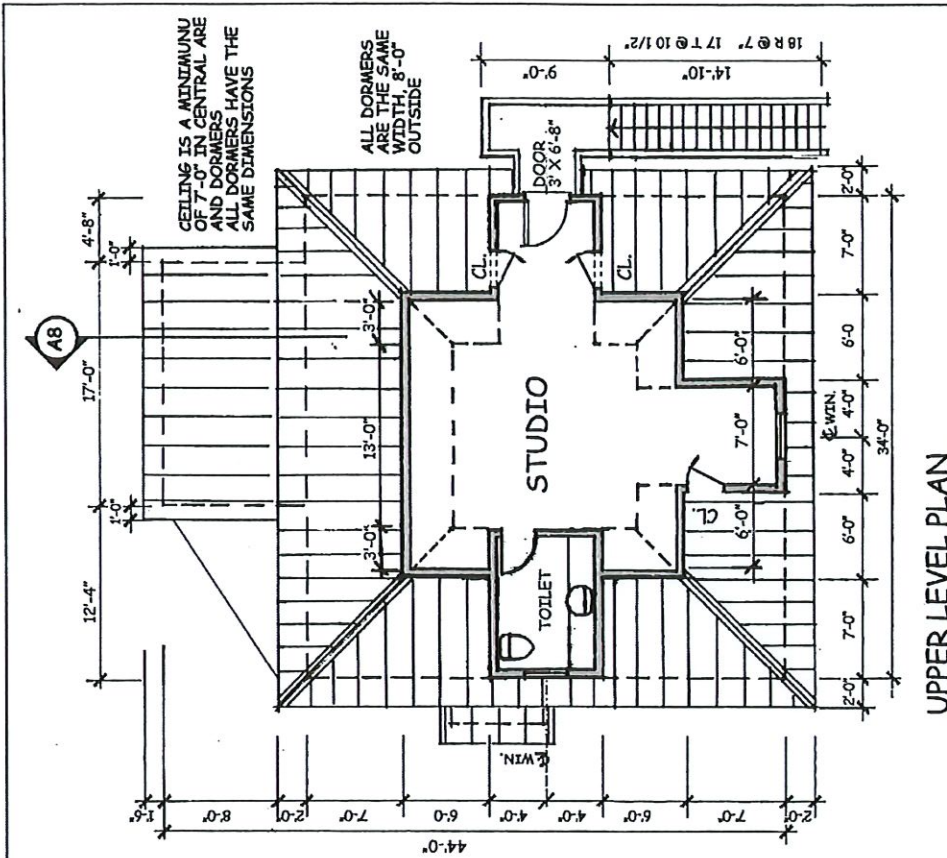 CEILING IS A MINIMUNU
OF 7'-0" IN CENTRAL ARE
AND DORMERS
ALL DORMERS HAVE THE
SAME DIMENSIONS
ALL DORMERS
ARE THE SAME
WIDTH, 8'-0"
OUTSIDE
A8
4'-8"
1'-0"
17'-0"
1'-0"
12'-4"
9'-0"
14'-10"
18 R @ 7" 17 T @ 10 1/2"
DOOR
3' X 6'-8"
CL.
CL.
3'-0"
13'-0"
3'-0"
STUDIO
TOILET
CL.
6'-0"
7'-0"
6'-0"
℄ WIN.
℄ WIN.
2'-0"
7'-0"
6'-0
4'-0"
4'-0"
6'-0"
7'-0"
2'-0"
34'-0"
1'-6"
8'-0"
2'-0"
7'-0"
6'-0
4'-0"
4'-0"
6'-0"
7'-0"
2'-0"
44'-0"
UPPER LEVEL PLAN